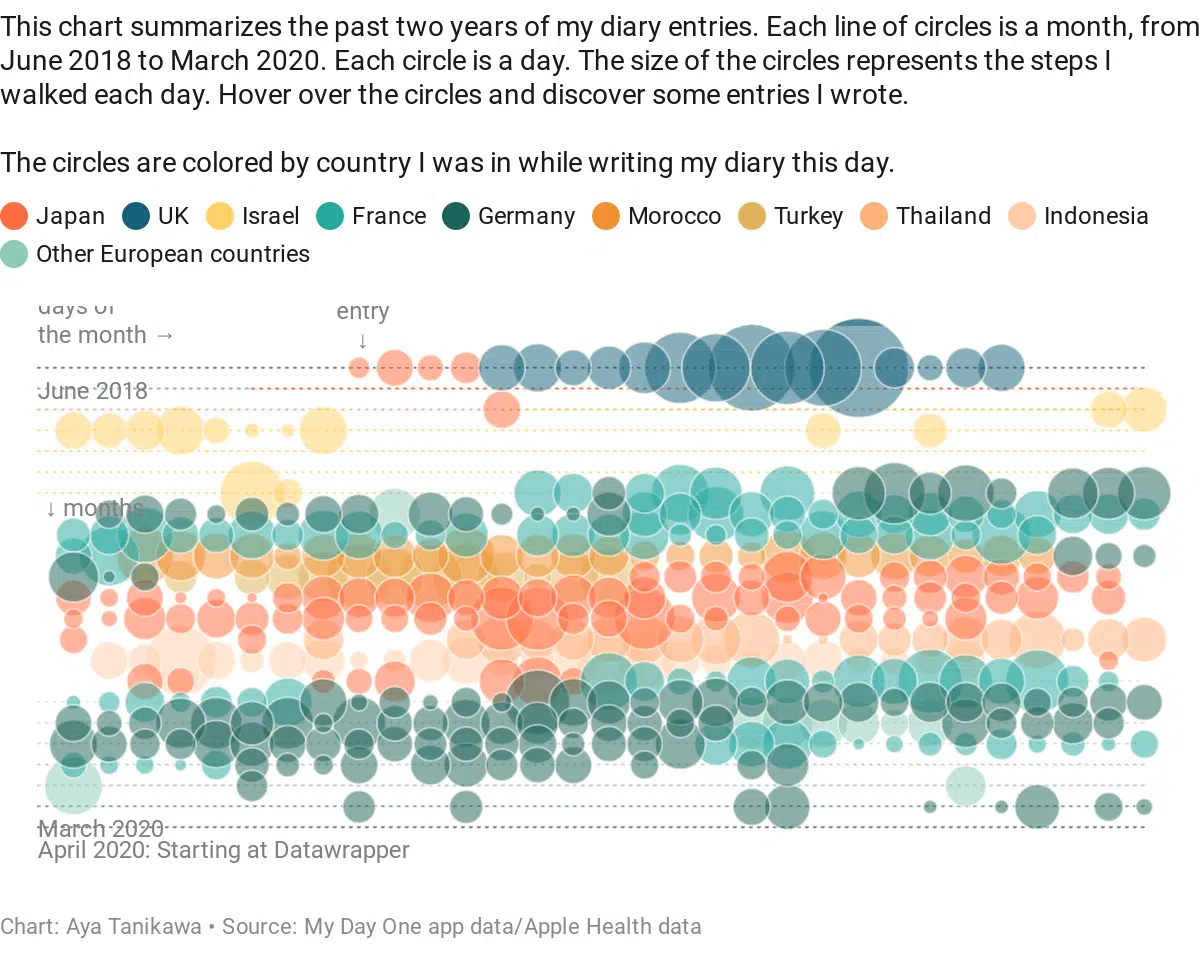 This chart summarizes the past two years of my diary entries. Each line of circles is a month, from
June 2018 to March 2020. Each circle is a day. The size of the circles represents the steps I
walked each day. Hover over the circles and discover some entries I wrote.
The circles are colored by country I was in while writing my diary this day.
Japan UK Israel France Germany Morocco Turkey Thailand Indonesia
Other European countries
days of entry
the month → ↓
June 2018
↓ months
March 2020
April 2020: Starting at Datawrapper
Chart: Aya Tanikawa • Source: My Day One app data/Apple Health data